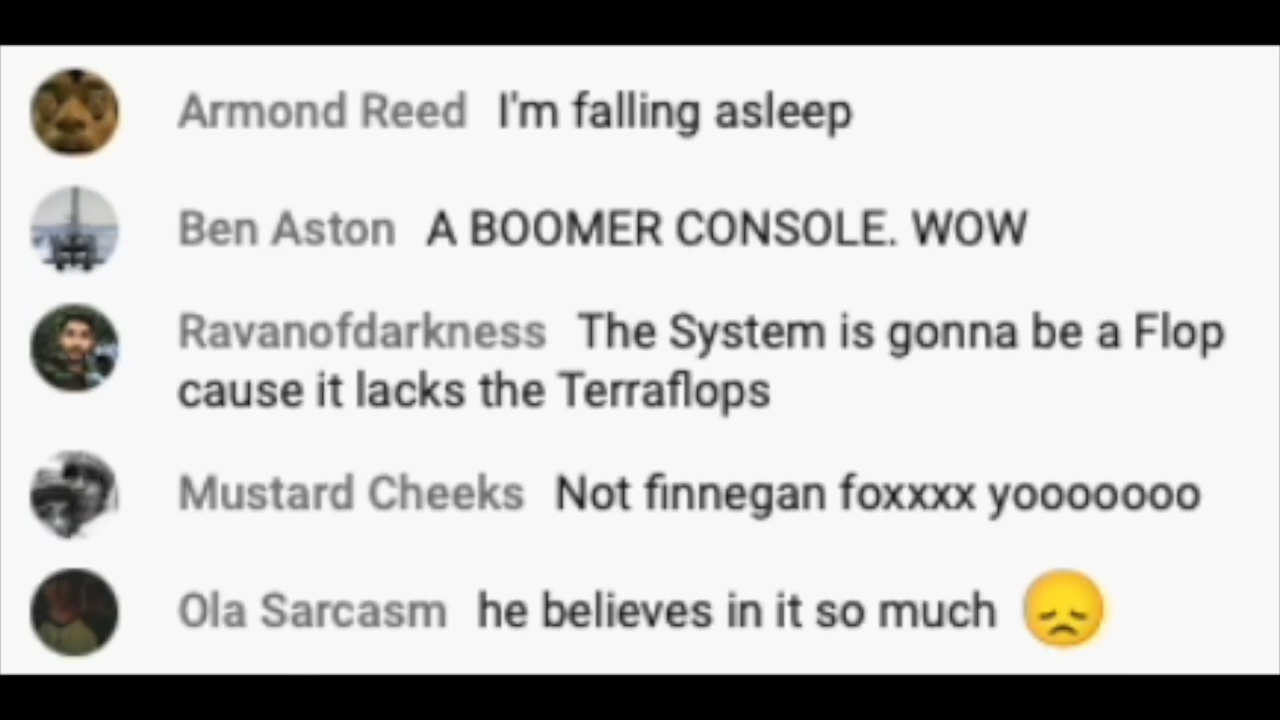 Armond Reed I'm falling asleep
Ben Aston A BOOMER CONSOLE. WOW
Ravanofdarkness The System is gonna be a Flop
cause it lacks the Terraflops
Mustard Cheeks Not finnegan foxxxx yooooooo
Ola Sarcasm he believes in it so much 😞